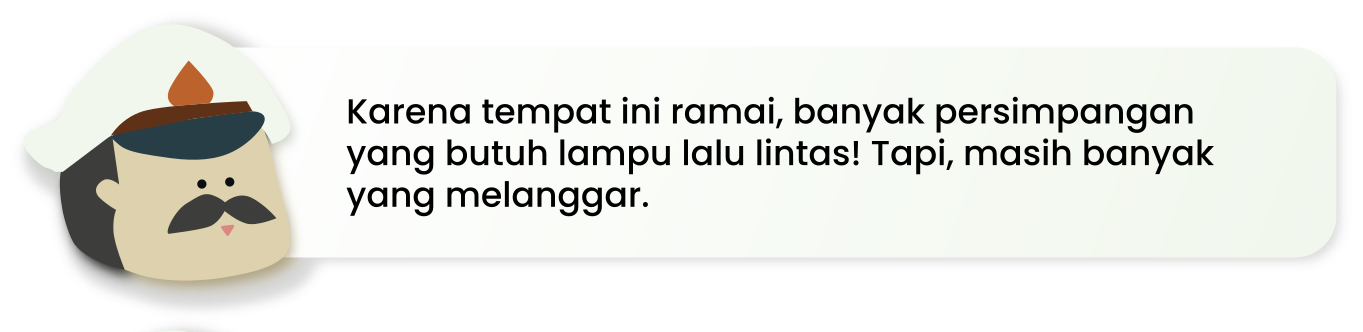 Karena tempat ini ramai, banyak persimpangan
yang butuh lampu lalu lintas! Tapi, masih banyak
yang melanggar.